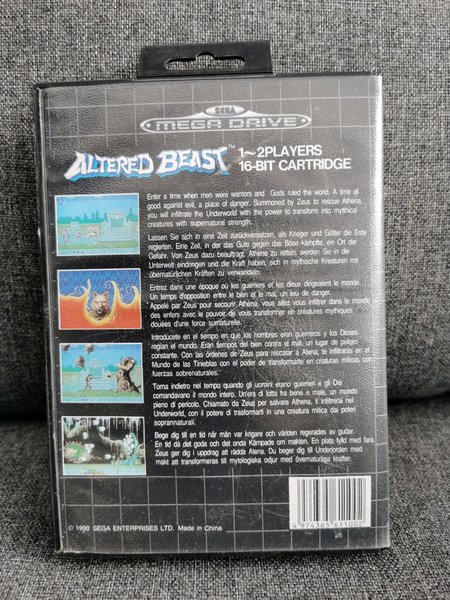 SEGA
MEGA DRIVE
ALTERED BEAST™
1~2PLAYERS
16-BIT CARTRIDGE
Enter a time when men were warriors and Gods ruled the world. A time of
good against evil, a place of danger. Summoned by Zeus to rescue Athena,
you will infiltrate the Underworld with the power to transform into mythical
creatures with supernatural strength.
Lassen Sie sich in eine Zeit zurückversetzen, als Krieger und Götter die Erde
regierten. Eine Zeit, in der das Gute gegen das Böse kämpfte, ein Ort der
Gefahr. Von Zeus dazu beauftragt, Athene zu retten, werden Sie in die
Unterwelt eindringen und die Kraft haben, sich in mythische Kreaturen mit
übernatürlichen Kräften zu verwandeln.
Entrez dans une époque où les guerriers et les dieux dirigeaient le monde.
Un temps d'opposition entre le bien et le mal, un lieu de danger.
Appelé par Zeus pour secourir Athéna, vous allez vous infiltrer dans le monde
des enfers avec le pouvoir de vous transformer en créatures mythiques,
douées d'une force surnaturelle.
Introducete en el tiempo en que los hombres eran guerreros y los Dioses
regían el mundo. Eran tiempos del bien contra el mal, un lugar de peligro
constante. Con las órdenes de Zeus para rescatar a Atena, te infiltrarás en el
Mundo de las Tinieblas con el poder de transformarte en criaturas míticas con
fuerzas sobrenaturales.
Torna indietro nel tempo quando gli uomini erano guerrieri e gli Dei
comandavano il mondo intero. Un'era di lotta fra bene e male, un mondo
pieno di pericolo. Chiamato da Zeus per salvare Athena, ti infilterai nel
Underworld, con il potere di trasformarti in una creatura mitica dai poteri
soprannaturali.
Bege dig till en tid när män var krigare och världen regerades av gudar.
En tid då det goda och det onda Kämpade om makten. En plats fylld med fara.
Zeus ger dig i uppdrag att rädda Atena. Du beger dig till Underjorden med
makt att transformeras till mytologiska odjur med övernaturliga krafter.
© 1990 SEGA ENTERPRISES LTD. Made in China
4 974365 611002